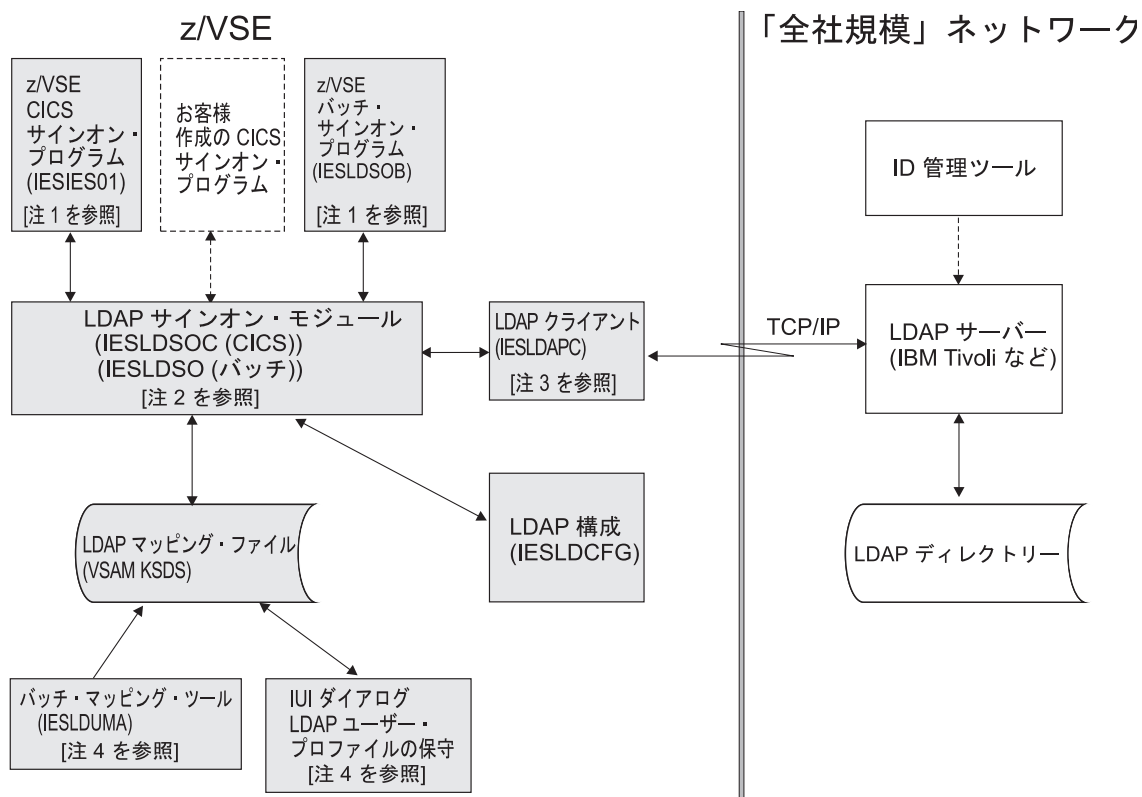 z/VSE
「全社規模」ネットワーク
z/VSE
CICS
サインオン・
プログラム
(IESIES01)
[注 1 を参照]
お客様
作成の CICS
サインオン・
プログラム
z/VSE
バッチ・
サインオン・
プログラム
(IESLDSOB)
[注 1 を参照]
ID 管理ツール
LDAP サインオン・モジュール
(IESLDSOC (CICS))
(IESLDSO (バッチ))
[注 2 を参照]
LDAP クライアント
(IESLDAPC)
[注 3 を参照]
TCP/IP
LDAP サーバー
(IBM Tivoli など)
LDAP マッピング・ファイル
(VSAM KSDS)
LDAP 構成
(IESLDCFG)
LDAP ディレクトリー
バッチ・マッピング・ツール
(IESLDUMA)
[注 4 を参照]
IUI ダイアログ
LDAP ユーザー・
プロファイルの保守
[注 4 を参照]